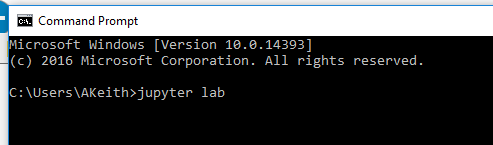 Command Prompt
Microsoft Windows [Version 10.0.14393]
(c) 2016 Microsoft Corporation. All rights reserved.
C:\Users\AKeith>jupyter lab